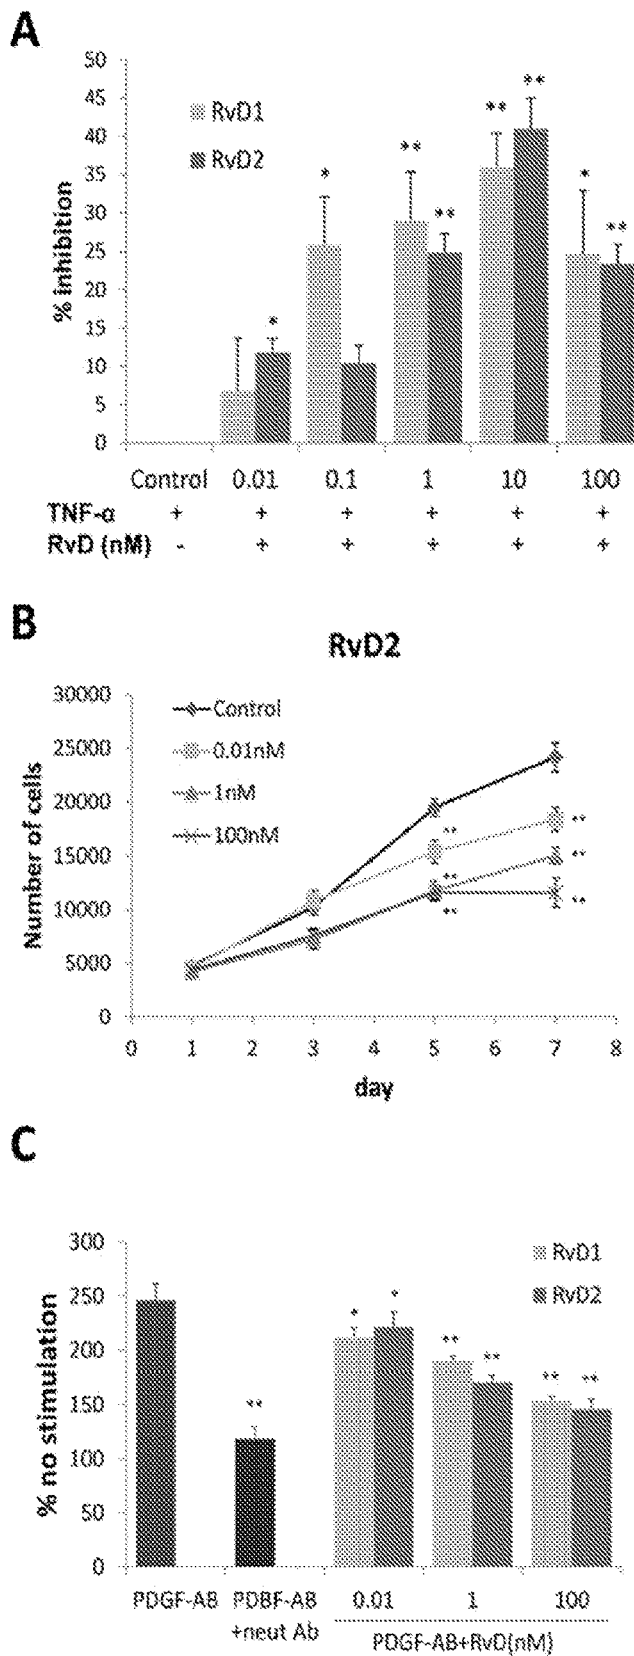 A
50
45
40
35
30
25
20
15
10
5
0
% inhibition
RvD1
RvD2
*
*
**
**
**
**
*
**
Control 0.01 0.1 1 10 100
TNF-α + + + + + +
RvD (nM) - + + + + +
B
RvD2
30000
25000
20000
15000
10000
5000
0
Number of cells
Control
0.01nM
1nM
100nM
**
**
**
**
**
**
0 1 2 3 4 5 6 7 8
day
C
300
250
200
150
100
50
0
% no stimulation
RvD1
RvD2
**
*
*
**
**
**
**
PDGF-AB PDBF-AB 0.01 1 100
+neut Ab
PDGF-AB+RvD(nM)